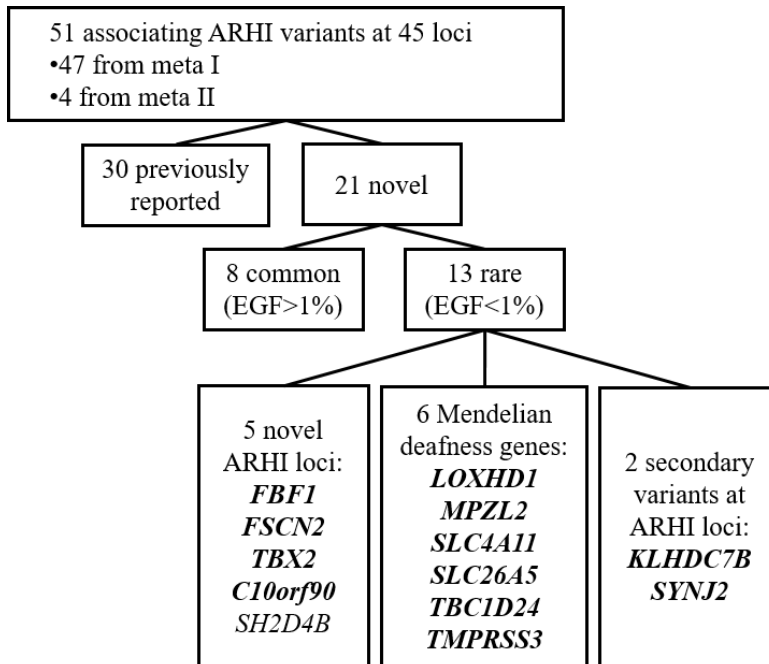 51 associating ARHI variants at 45 loci
•47 from meta I
•4 from meta II
30 previously
reported
21 novel
8 common
(EGF>1%)
13 rare
(EGF<1%)
5 novel
ARHI loci:
FBF1
FSCN2
TBX2
C10orf90
SH2D4B
6 Mendelian
deafness genes:
LOXHD1
MPZL2
SLC4A11
SLC26A5
TBC1D24
TMPRSS3
2 secondary
variants at
ARHI loci:
KLHDC7B
SYNJ2